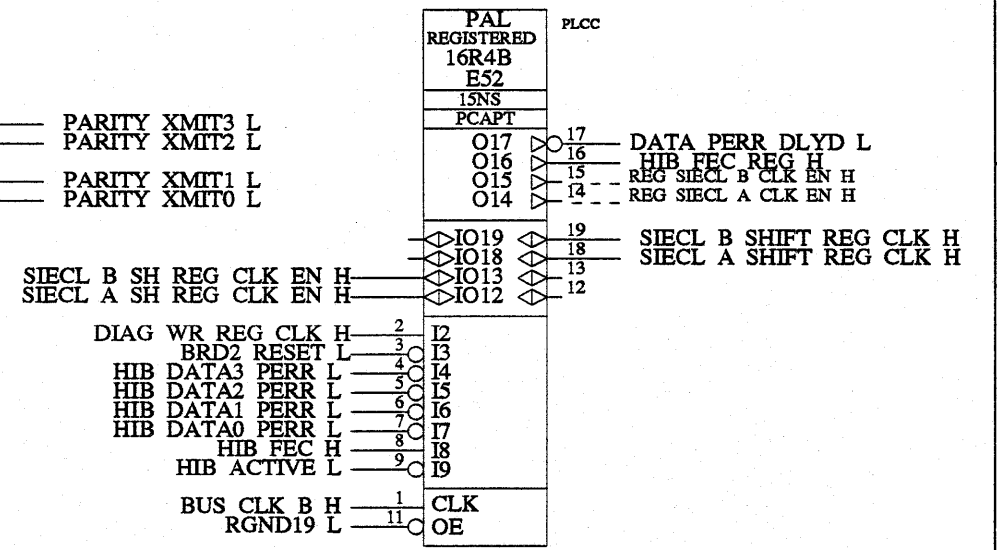 PAL
PLCC
REGISTERED
16R4B
E52
15NS
PCAPT
PARITY XMIT3 L
PARITY XMIT2 L
PARITY XMIT1 L
PARITY XMIT0 L
O17 17 DATA PERR DLYD L
O16 16 HIB FEC REG H
O15 15 REG SIECL B CLK EN H
O14 14 REG SIECL A CLK EN H
IO19 19 SIECL B SHIFT REG CLK H
IO18 18 SIECL A SHIFT REG CLK H
SIECL B SH REG CLK EN H IO13 13
SIECL A SH REG CLK EN H IO12 12
DIAG WR REG CLK H 2 I2
BRD2 RESET L 3 I3
HIB DATA3 PERR L 4 I4
HIB DATA2 PERR L 5 I5
HIB DATA1 PERR L 6 I6
HIB DATA0 PERR L 7 I7
HIB FEC H 8 I8
HIB ACTIVE L 9 I9
BUS CLK B H 1 CLK
RGND19 L 11 OE